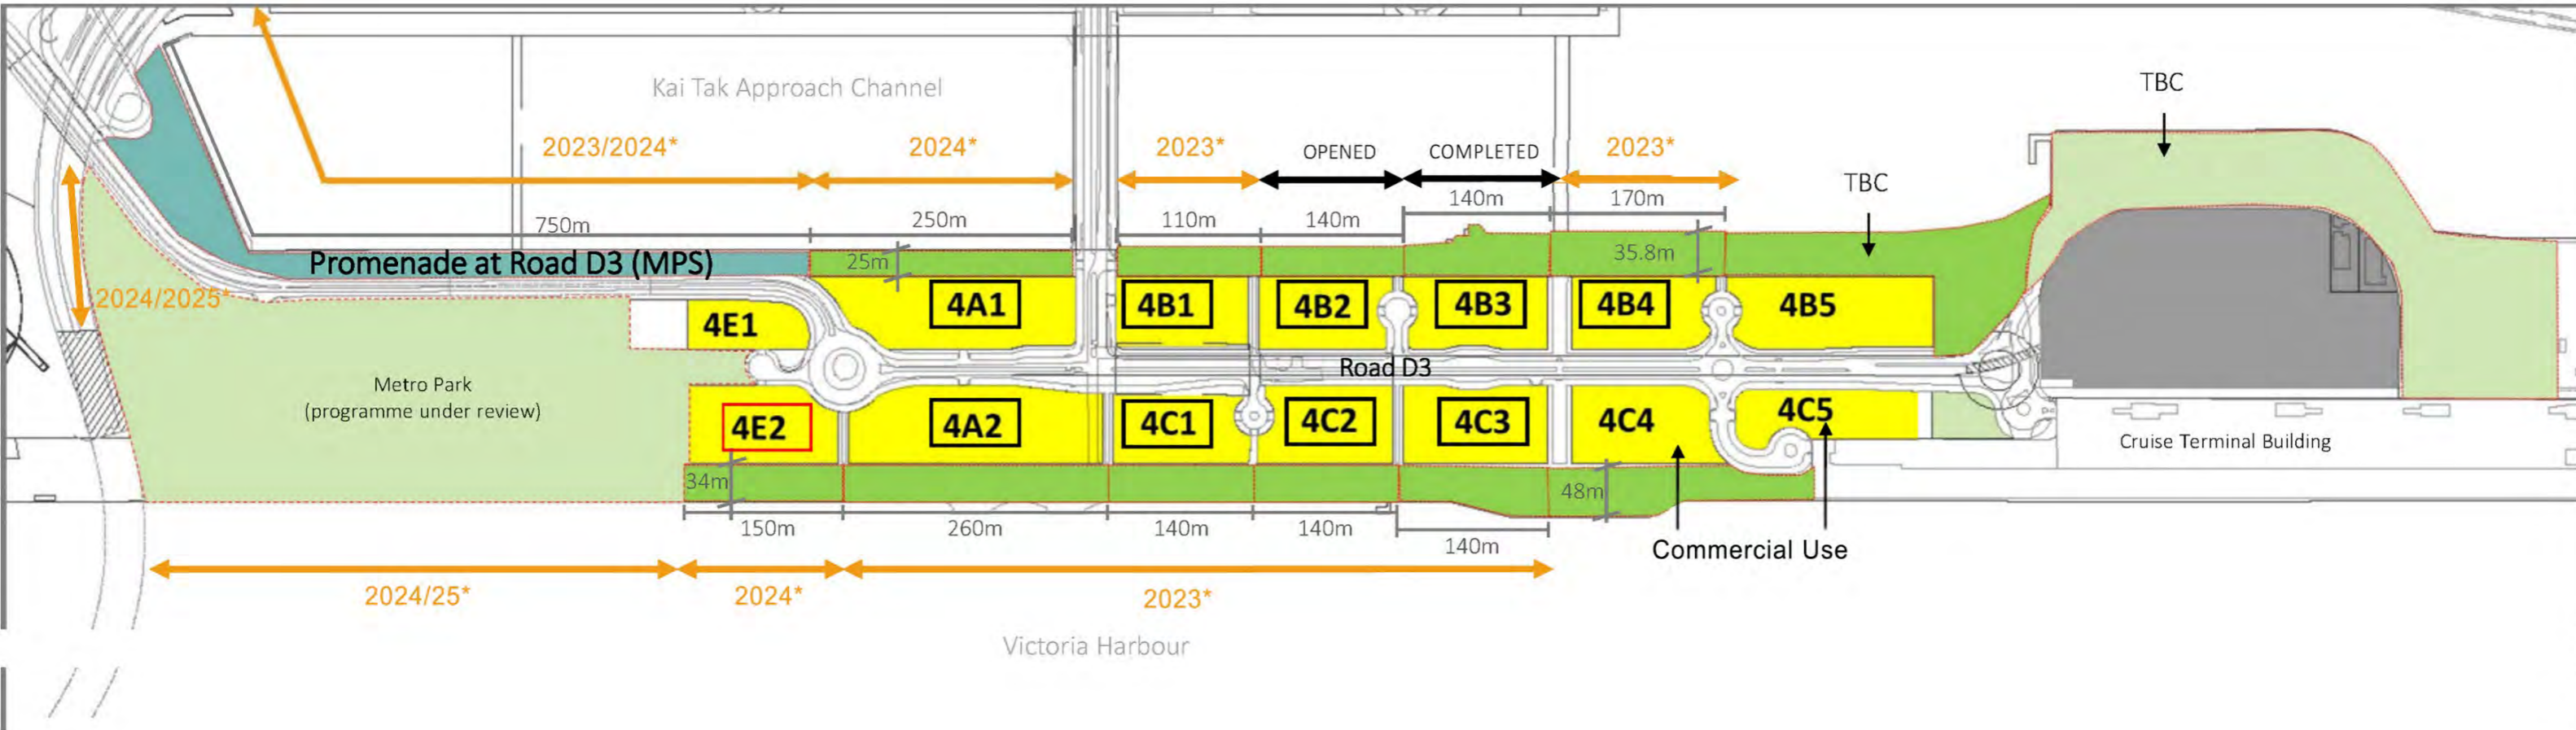 Kai Tak Approach Channel
TBC
2023/2024*
2024*
2023*
OPENED
COMPLETED
2023*
TBC
750m
250m
110m
140m
140m
170m
Promenade at Road D3 (MPS)
25m
35.8m
2024/2025*
4E1
4A1
4B1
4B2
4B3
4B4
4B5
Road D3
Metro Park
(programme under review)
4E2
4A2
4C1
4C2
4C3
4C4
4C5
Cruise Terminal Building
34m
48m
150m
260m
140m
140m
140m
Commercial Use
2024/25*
2024*
2023*
Victoria Harbour